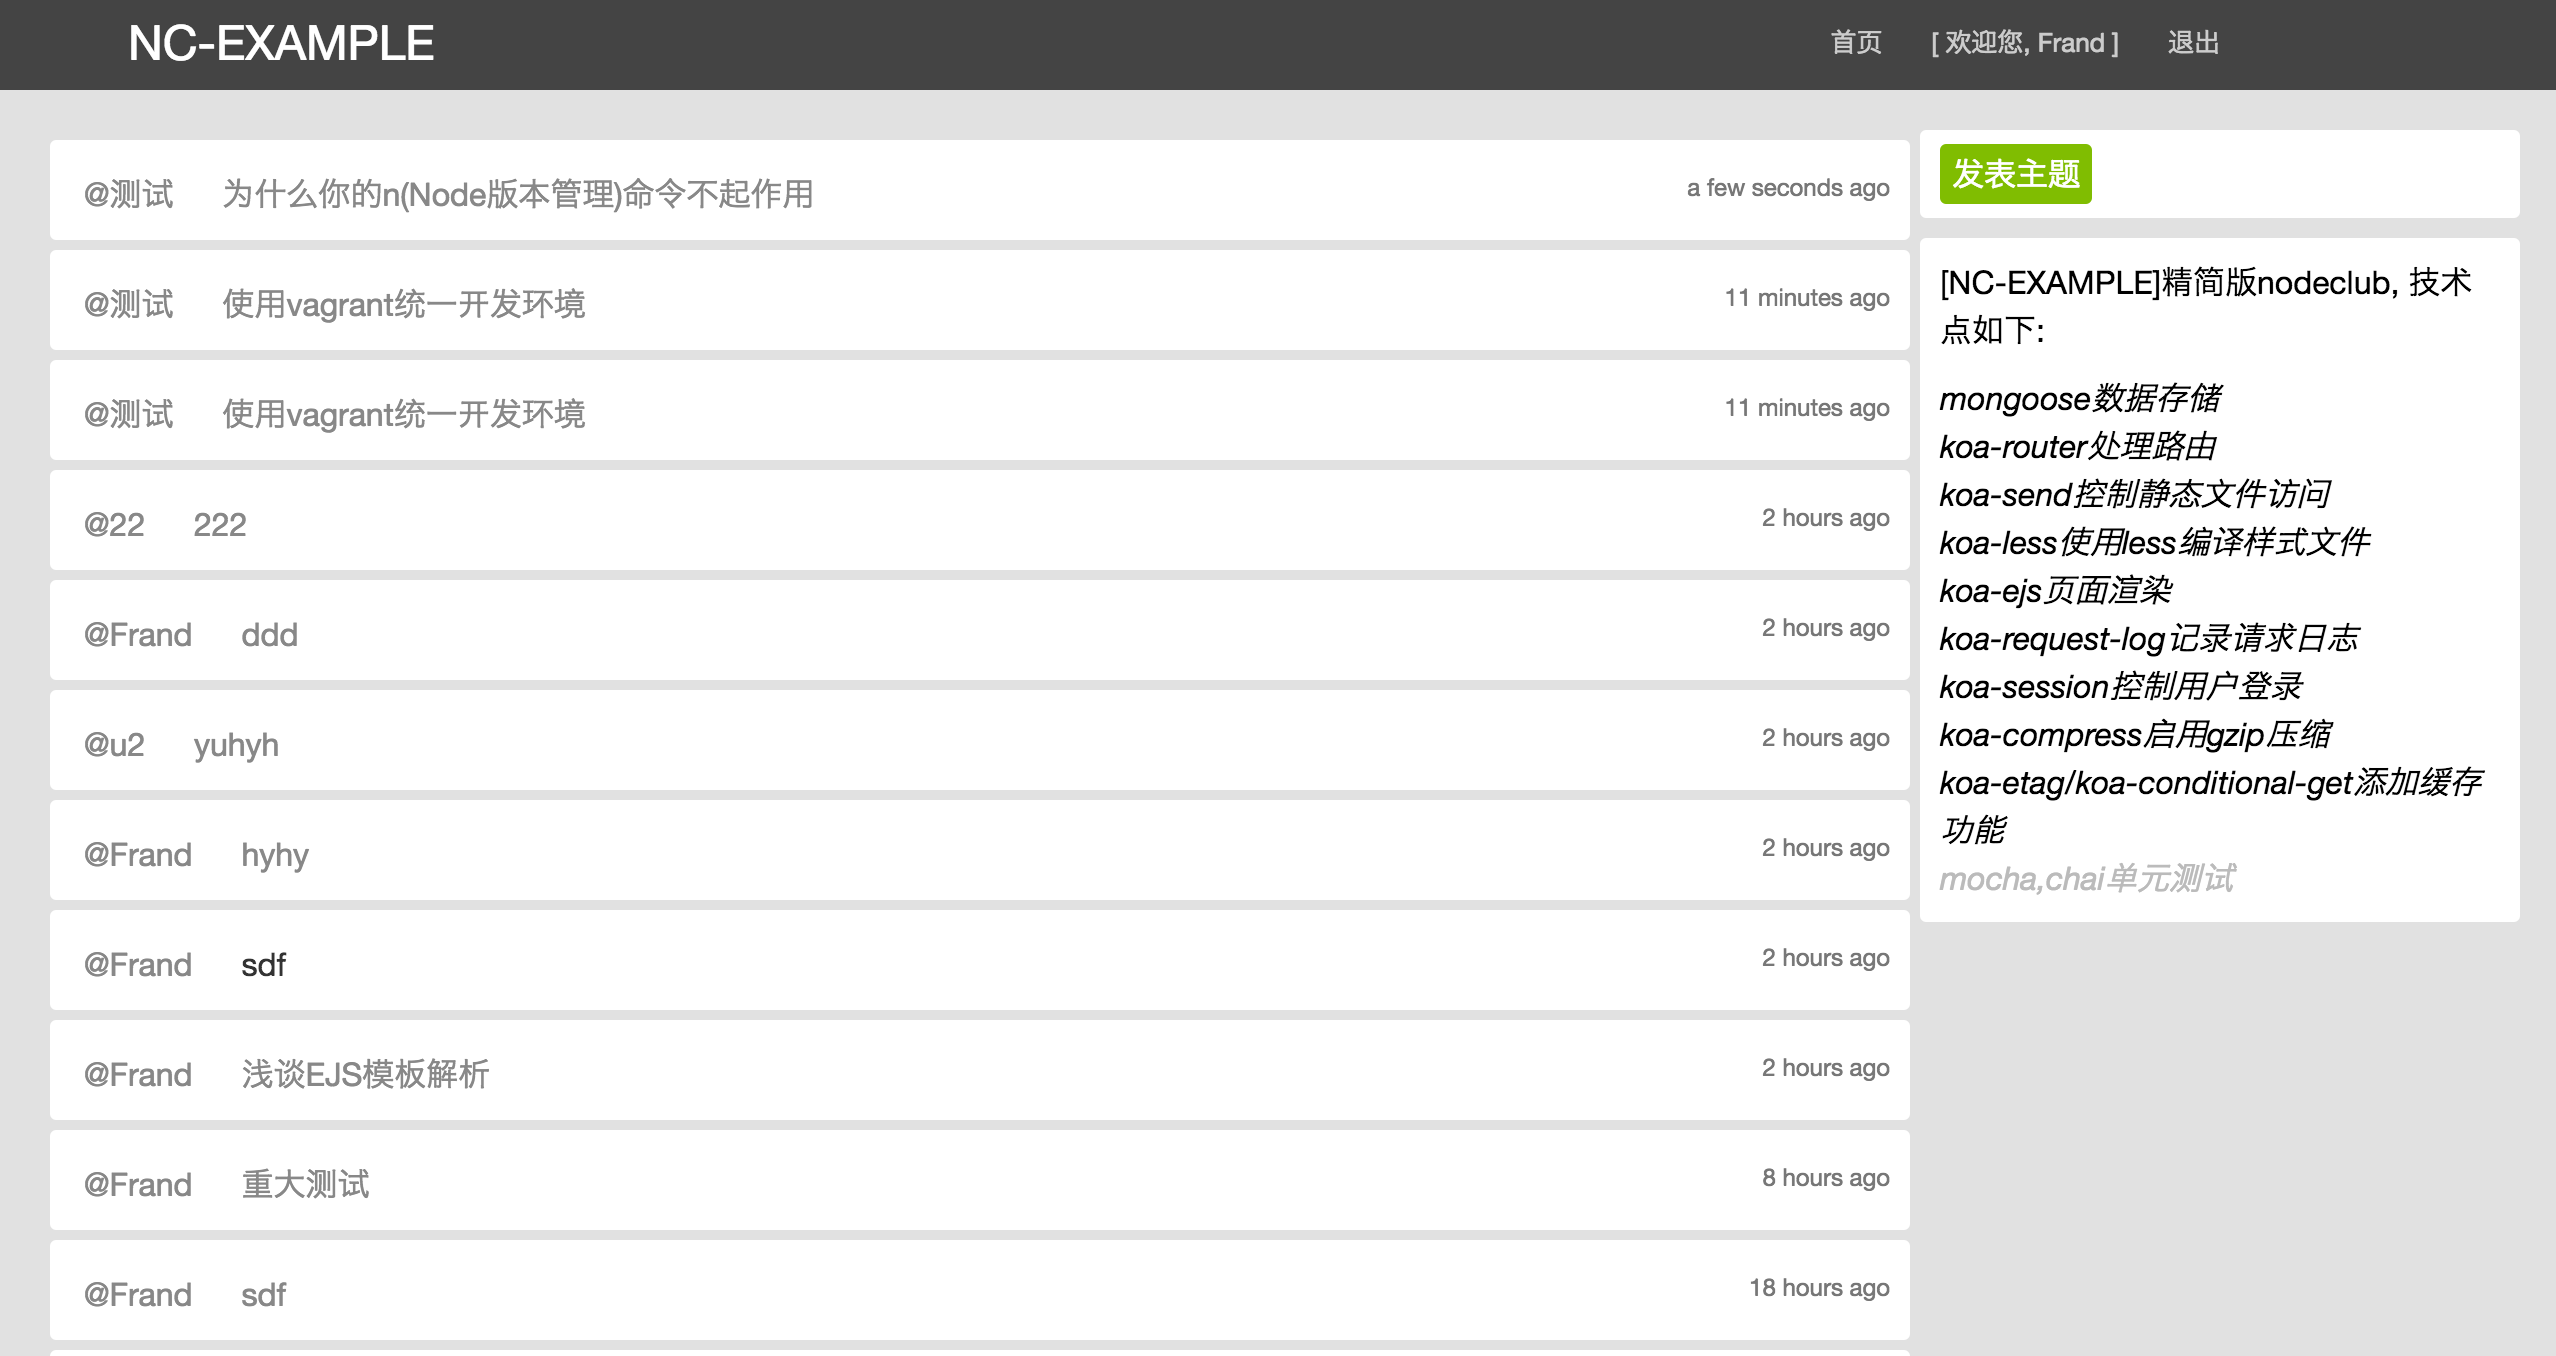 NC-EXAMPLE 首页 [ 欢迎您, Frand ] 退出
@测试 为什么你的n(Node版本管理)命令不起作用 a few seconds ago
@测试 使用vagrant统一开发环境 11 minutes ago
@测试 使用vagrant统一开发环境 11 minutes ago
@22 222 2 hours ago
@Frand ddd 2 hours ago
@u2 yuhyh 2 hours ago
@Frand hyhy 2 hours ago
@Frand sdf 2 hours ago
@Frand 浅谈EJS模板解析 2 hours ago
@Frand 重大测试 8 hours ago
@Frand sdf 18 hours ago
发表主题
[NC-EXAMPLE]精简版nodeclub, 技术
点如下:
mongoose数据存储
koa-router处理路由
koa-send控制静态文件访问
koa-less使用less编译样式文件
koa-ejs页面渲染
koa-request-log记录请求日志
koa-session控制用户登录
koa-compress启用gzip压缩
koa-etag/koa-conditional-get添加缓存
功能
mocha,chai单元测试